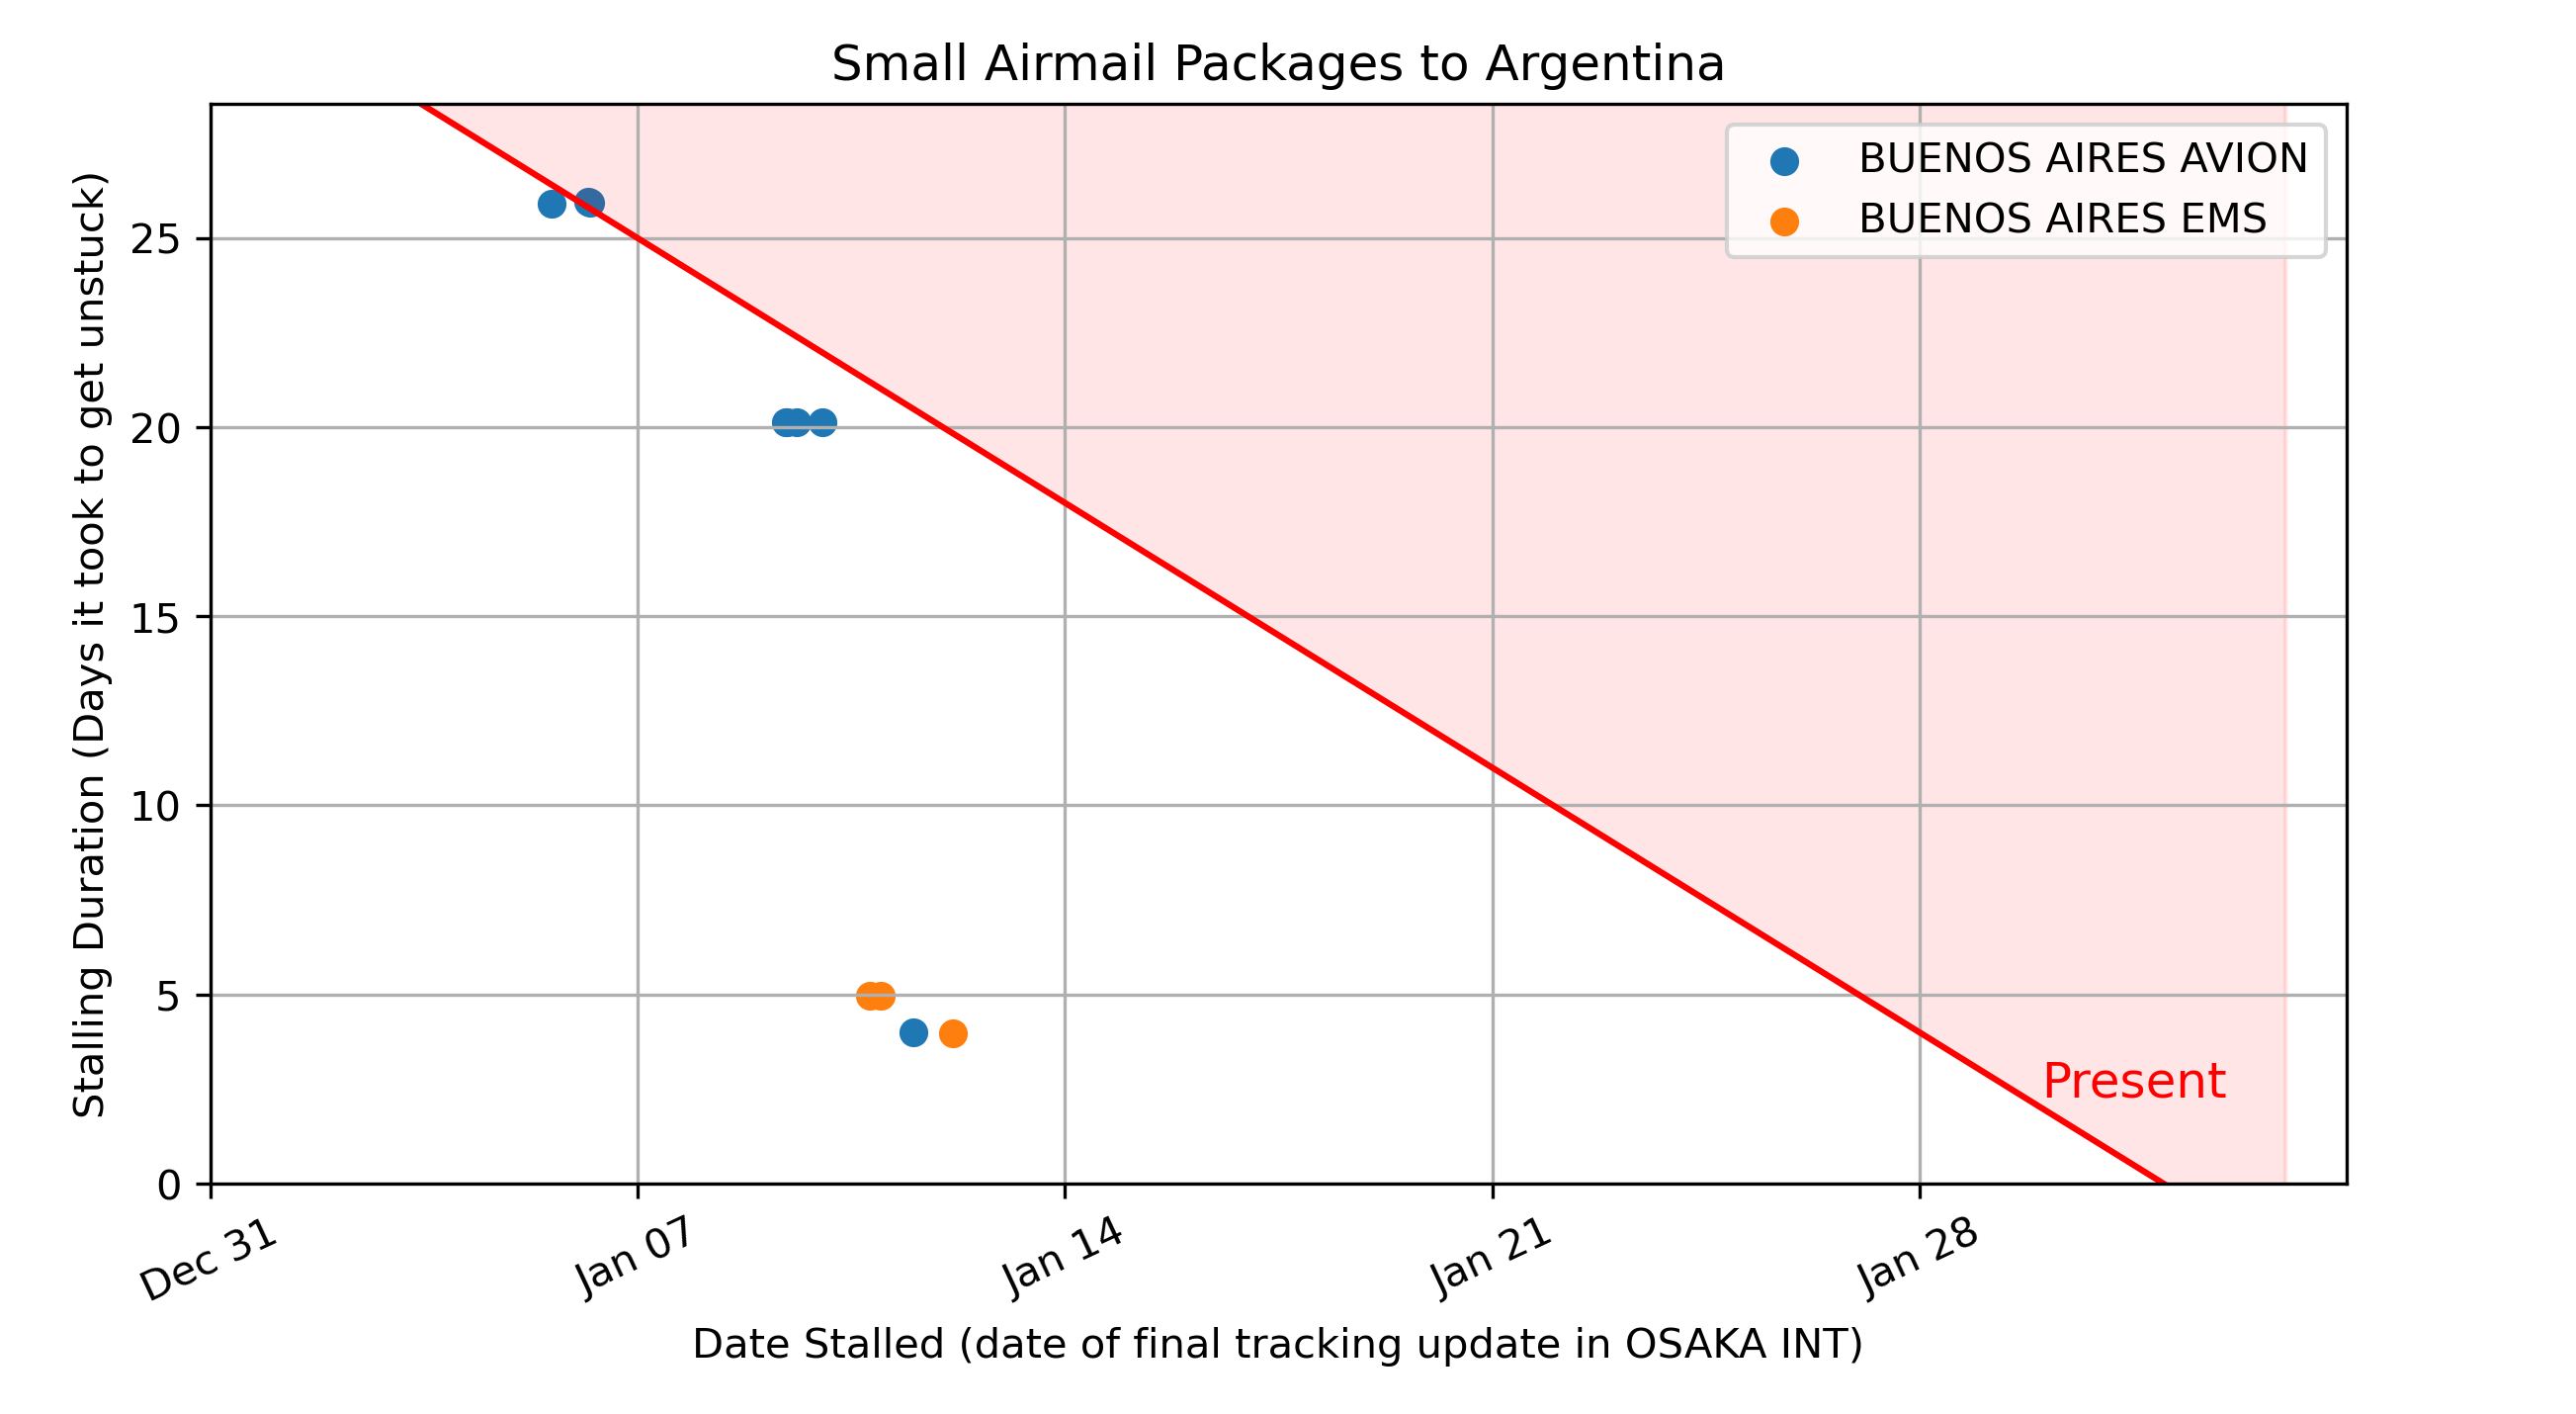 Small Airmail Packages to Argentina
BUENOS AIRES AVION
BUENOS AIRES EMS
Stalling Duration (Days it took to get unstuck)
25
20
15
10
5
0
Present
Dec 31
Jan 07
Jan 14
Jan 21
Jan 28
Date Stalled (date of final tracking update in OSAKA INT)